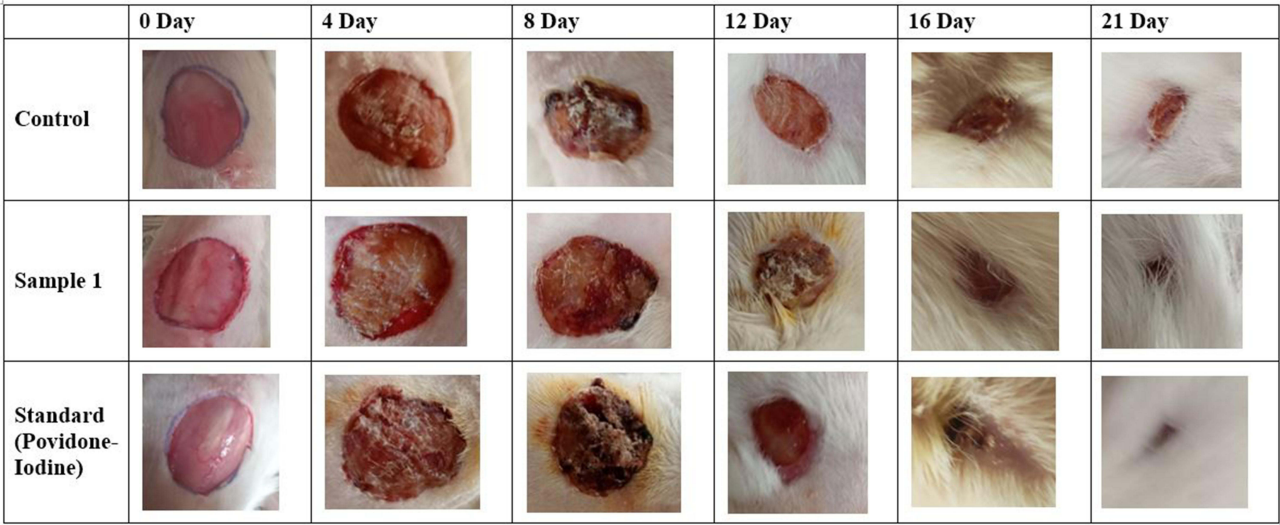 0 Day 4 Day 8 Day 12 Day 16 Day 21 Day
Control
Sample 1
Standard
(Povidone-
Iodine)